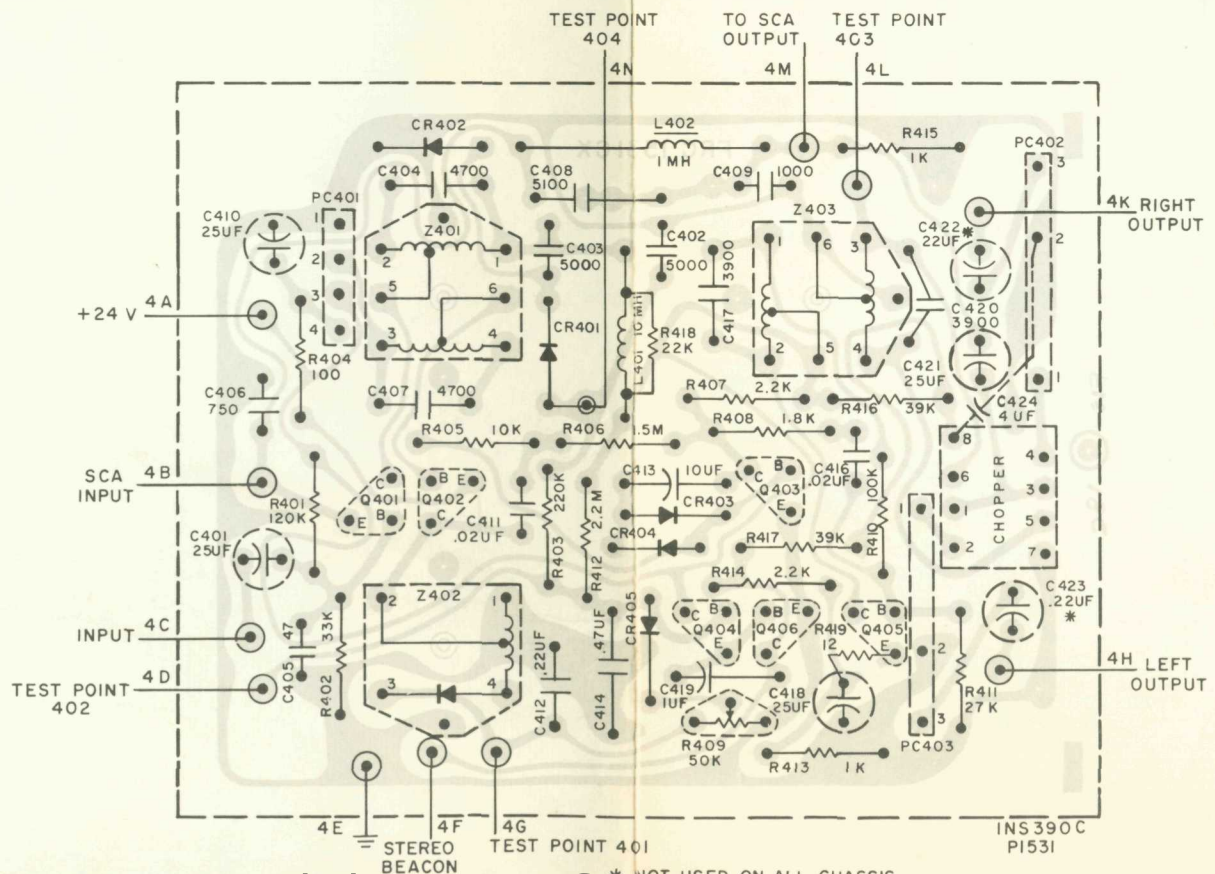 TEST POINT
404
TO SCA
OUTPUT
TEST POINT
403
4N
4M
4L
CR402
L402
1 MH
R415
1K
PC402
3
C404
4700
C408
5100
C409
1000
PC401
C410
25UF
1
2
3
4
Z401
2
1
5
6
3
4
C403
5000
C402
5000
Z403
1
6
3
2
5
4
C422 *
22UF
4K RIGHT
OUTPUT
2
3900
C417
C420
3900
+24 V
4A
CR401
L401
10 MH
R418
22K
R404
100
C421
25UF
1
C406
750
C407
4700
R407
2.2K
R416
39K
C424
4UF
R405
10K
R406
1.5M
R408
1.8K
8
6
1
2
4
3
5
7
CHOPPER
SCA
INPUT
4B
R401
120K
C
Q401
E
B
B
E
Q402
C
C411
.02UF
220K
R403
2.2M
R412
C413
10UF
CR403
CR404
C
B
Q403
E
C416
.02UF
100K
R410
1
C401
25UF
R417
39K
R414
2.2K
C423
.22UF
*
INPUT
4C
47
C405
33K
R402
Z402
2
1
3
4
.22UF
C412
.47UF
C414
CR405
C
B
Q404
E
B
E
Q406
C
R419
12
C
B
Q405
E
2
4H
LEFT
OUTPUT
TEST POINT
402
4D
C419
1UF
C418
25UF
R411
27 K
R409
50K
R413
1K
PC403
3
4E
4F
4G
STEREO
BEACON
TEST POINT 401
INS390C
P1531
* NOT USED ON ALL CHASSIS